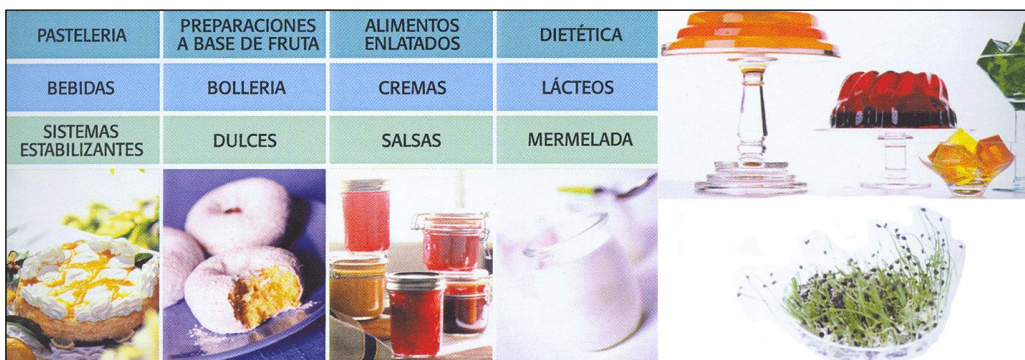 PASTELERIA
PREPARACIONES
A BASE DE FRUTA
ALIMENTOS
ENLATADOS
DIETÉTICA
BEBIDAS
BOLLERIA
CREMAS
LÁCTEOS
SISTEMAS
ESTABILIZANTES
DULCES
SALSAS
MERMELADA